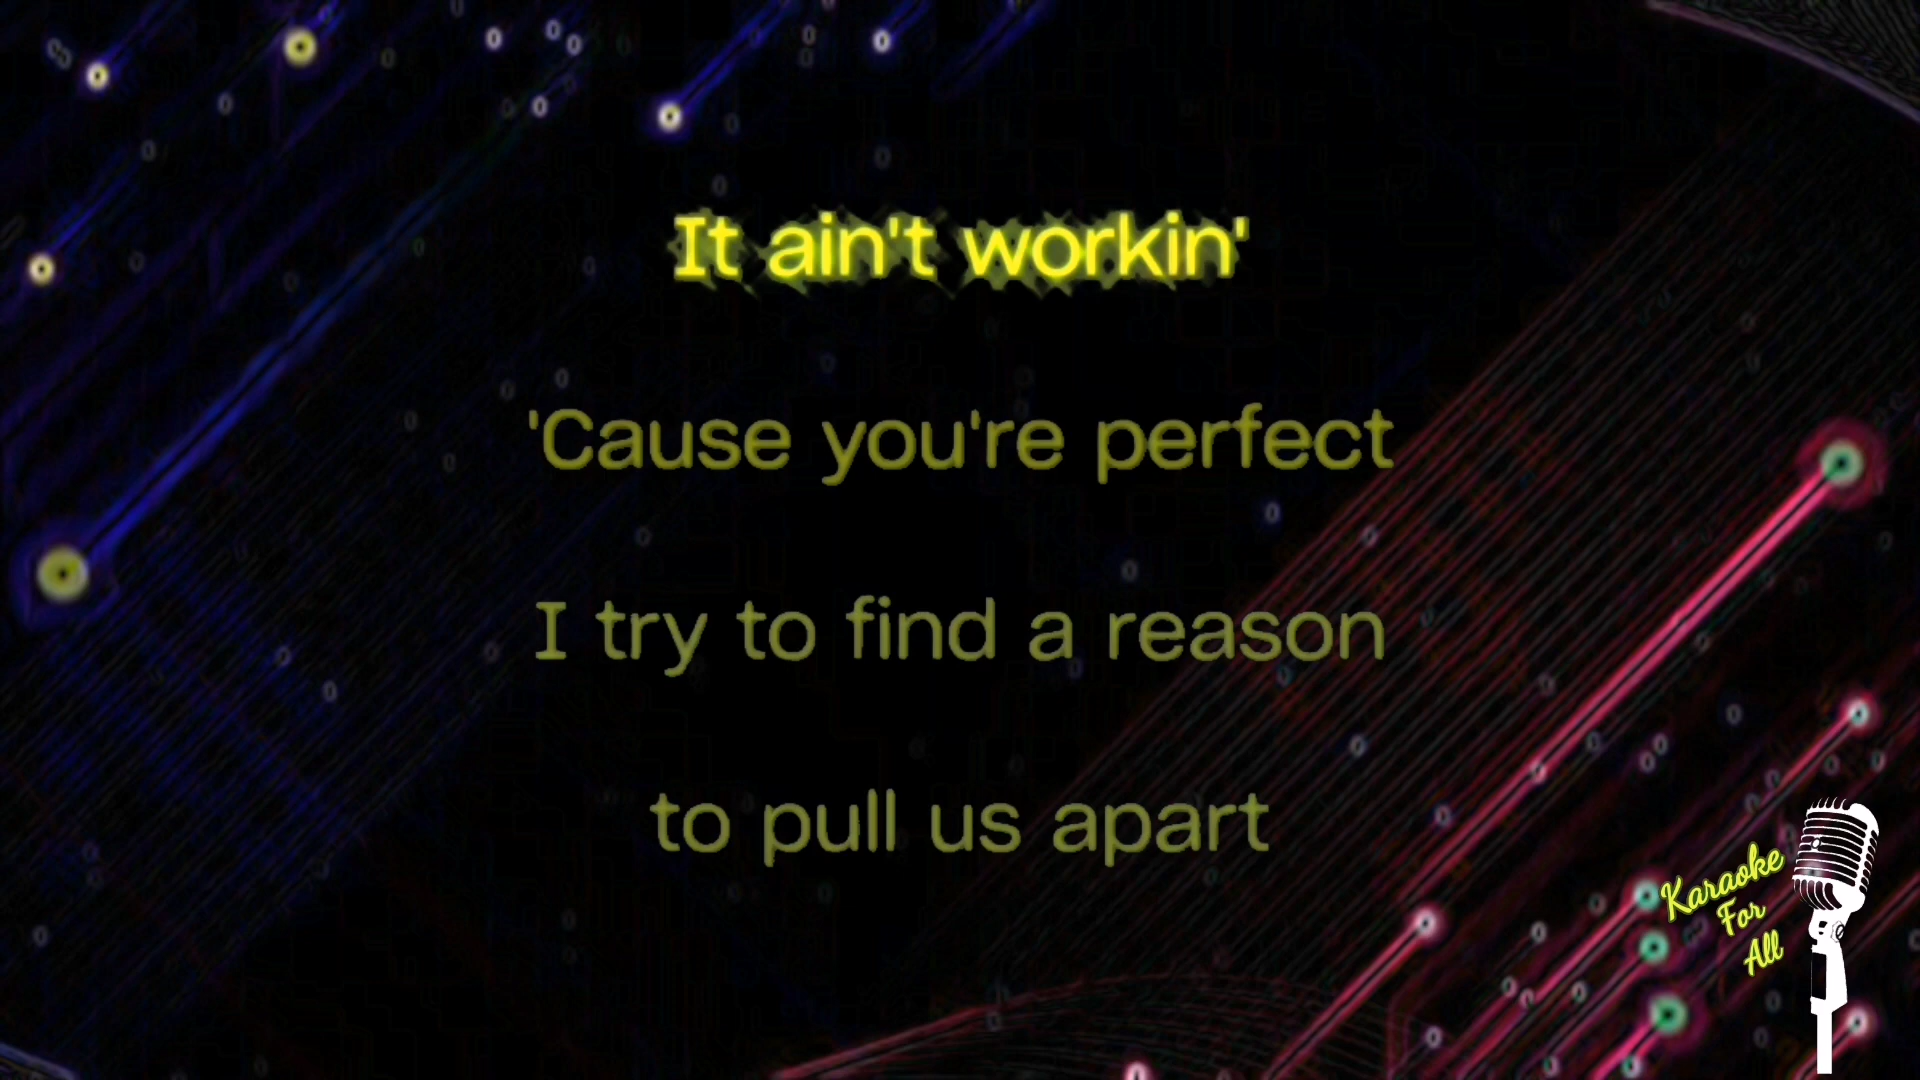 It ain't workin'
'Cause you're perfect
I try to find a reason
to pull us apart
Karaoke
For
All